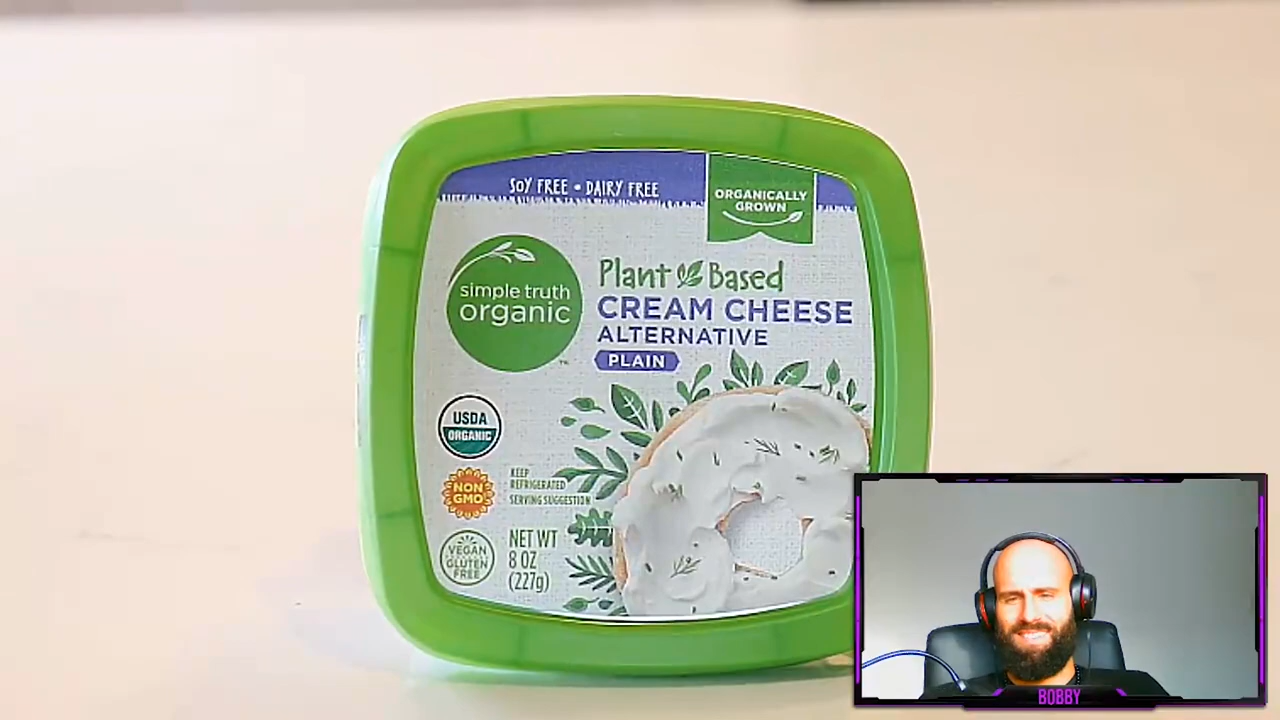 SOY FREE • DAIRY FREE
ORGANICALLY
GROWN
simple truth
organic
™
Plant Based
CREAM CHEESE
ALTERNATIVE
PLAIN
USDA
ORGANIC
NON
GMO
KEEP
REFRIGERATED
SERVING SUGGESTION
VEGAN
GLUTEN
FREE
NET WT
8 OZ
(227g)
BOBBY